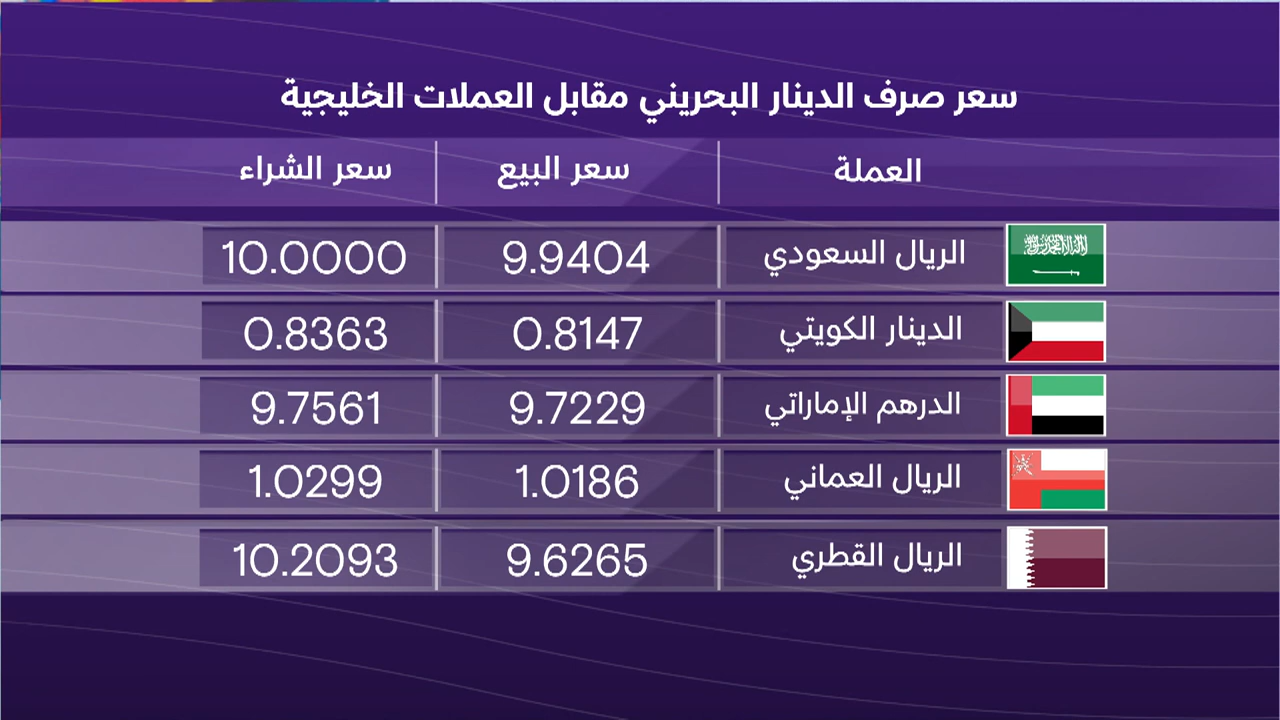 سعر صرف الدينار البحريني مقابل العملات الخليجية
العملة سعر البيع سعر الشراء
الريال السعودي 9.9404 10.0000
الدينار الكويتي 0.8147 0.8363
الدرهم الإماراتي 9.7229 9.7561
الريال العماني 1.0186 1.0299
الريال القطري 9.6265 10.2093